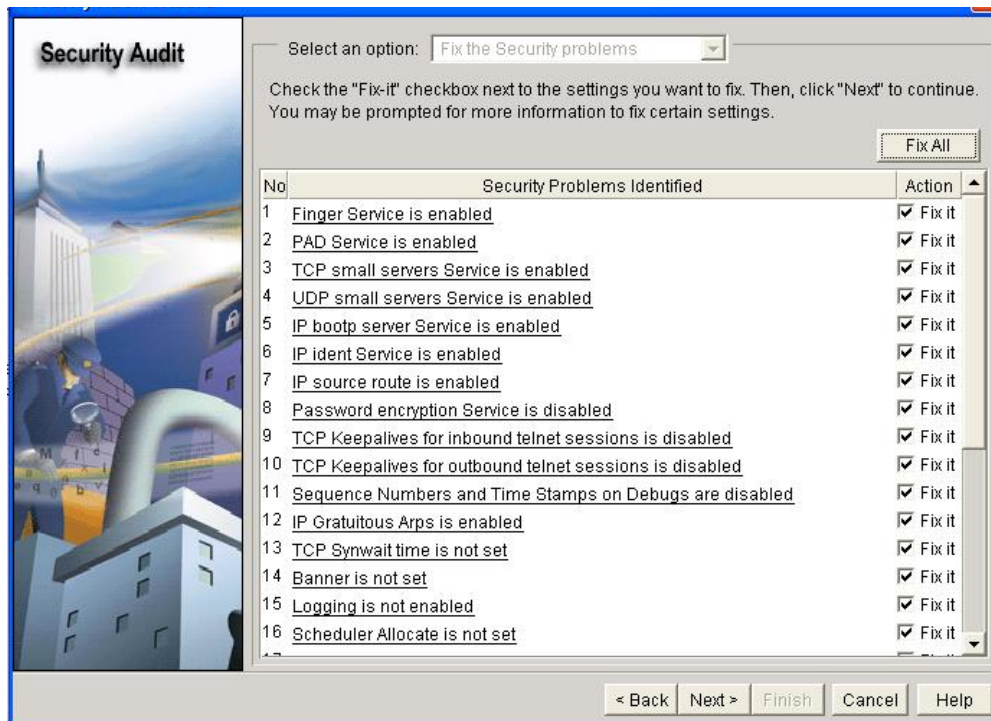 Security Audit
Select an option: Fix the Security problems
Check the "Fix-it" checkbox next to the settings you want to fix. Then, click "Next" to continue.
You may be prompted for more information to fix certain settings.
Fix All
No Security Problems Identified Action
1 Finger Service is enabled Fix it
2 PAD Service is enabled Fix it
3 TCP small servers Service is enabled Fix it
4 UDP small servers Service is enabled Fix it
5 IP bootp server Service is enabled Fix it
6 IP ident Service is enabled Fix it
7 IP source route is enabled Fix it
8 Password encryption Service is disabled Fix it
9 TCP Keepalives for inbound telnet sessions is disabled Fix it
10 TCP Keepalives for outbound telnet sessions is disabled Fix it
11 Sequence Numbers and Time Stamps on Debugs are disabled Fix it
12 IP Gratuitous Arps is enabled Fix it
13 TCP Synwait time is not set Fix it
14 Banner is not set Fix it
15 Logging is not enabled Fix it
16 Scheduler Allocate is not set Fix it
< Back Next > Finish Cancel Help